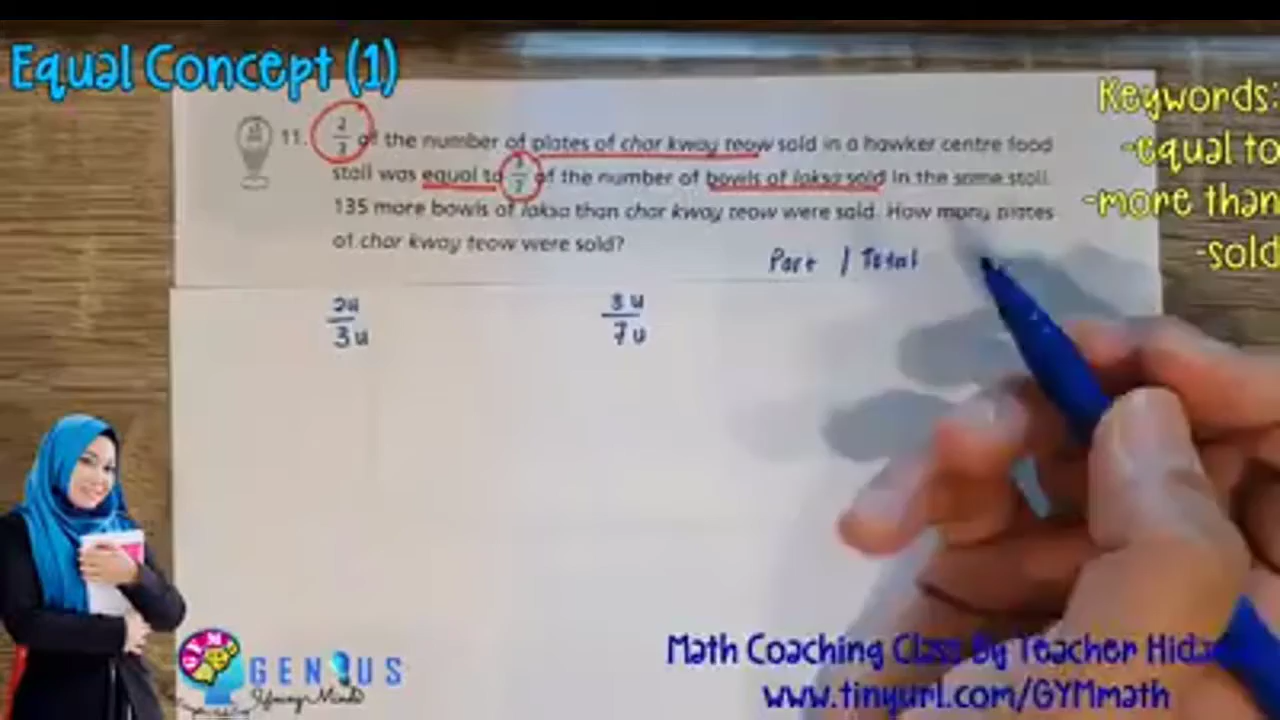 Equal Concept (1)
Keywords:
-equal to
-more than
-sold
11. 2/3 of the number of plates of char kway teow sold in a hawker centre food
stall was equal to 3/7 of the number of bowls of laksa sold in the same stall.
135 more bowls of laksa than char kway teow were sold. How many plates
of char kway teow were sold?
Part / Total
2u/3u
3u/7u
GYM
GENIUS
Young Minds
Math Coaching Class By Teacher
www.tinyurl.com/GYMmath